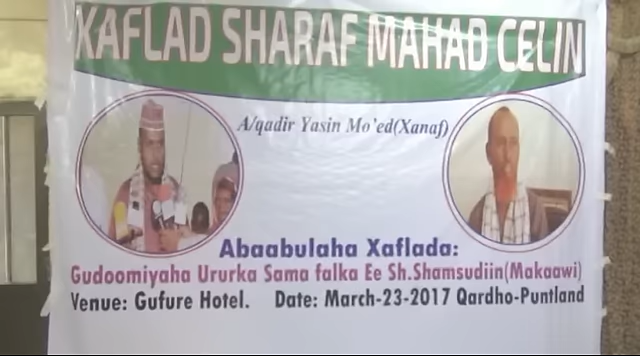 XAFLAD SHARAF MAHAD CELIN
A/qadir Yasin Mo'ed(Xanaf)
Abaabulaha Xaflada:
Gudoomiyaha Ururka Sama falka Ee Sh.Shamsudiin(Makaawi)
Venue: Gufure Hotel. Date: March-23-2017 Qardho-Puntland